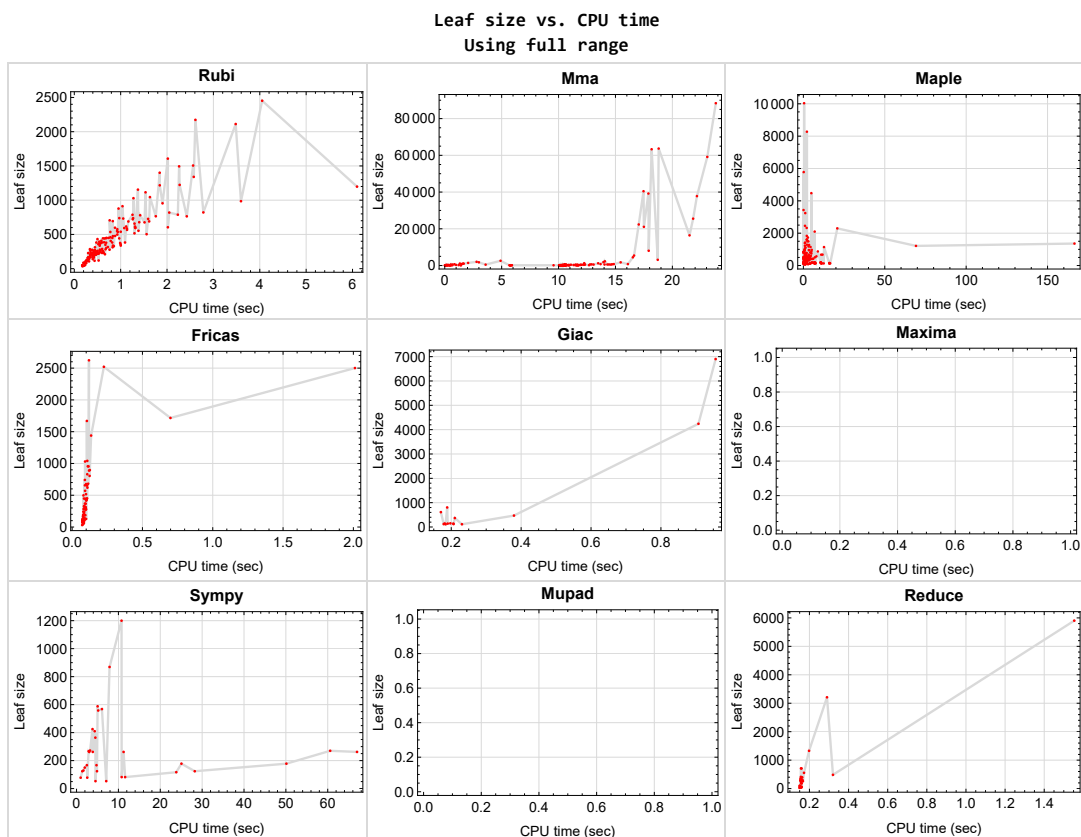 Leaf size vs. CPU time
Using full range
Rubi
2500
2000
1500
1000
500
0
Leaf size
0 1 2 3 4 5 6
CPU time (sec)
Mma
80 000
60 000
40 000
20 000
0
Leaf size
0 5 10 15 20
CPU time (sec)
Maple
10 000
8000
6000
4000
2000
0
Leaf size
0 50 100 150
CPU time (sec)
Fricas
2500
2000
1500
1000
500
0
Leaf size
0.0 0.5 1.0 1.5 2.0
CPU time (sec)
Giac
7000
6000
5000
4000
3000
2000
1000
0
Leaf size
0.2 0.4 0.6 0.8
CPU time (sec)
Maxima
1.0
0.8
0.6
0.4
0.2
0.0
Leaf size
0.0 0.2 0.4 0.6 0.8 1.0
CPU time (sec)
Sympy
1200
1000
800
600
400
200
0
Leaf size
0 10 20 30 40 50 60
CPU time (sec)
Mupad
1.0
0.8
0.6
0.4
0.2
0.0
Leaf size
0.0 0.2 0.4 0.6 0.8 1.0
CPU time (sec)
Reduce
6000
5000
4000
3000
2000
1000
0
Leaf size
0.2 0.4 0.6 0.8 1.0 1.2 1.4
CPU time (sec)